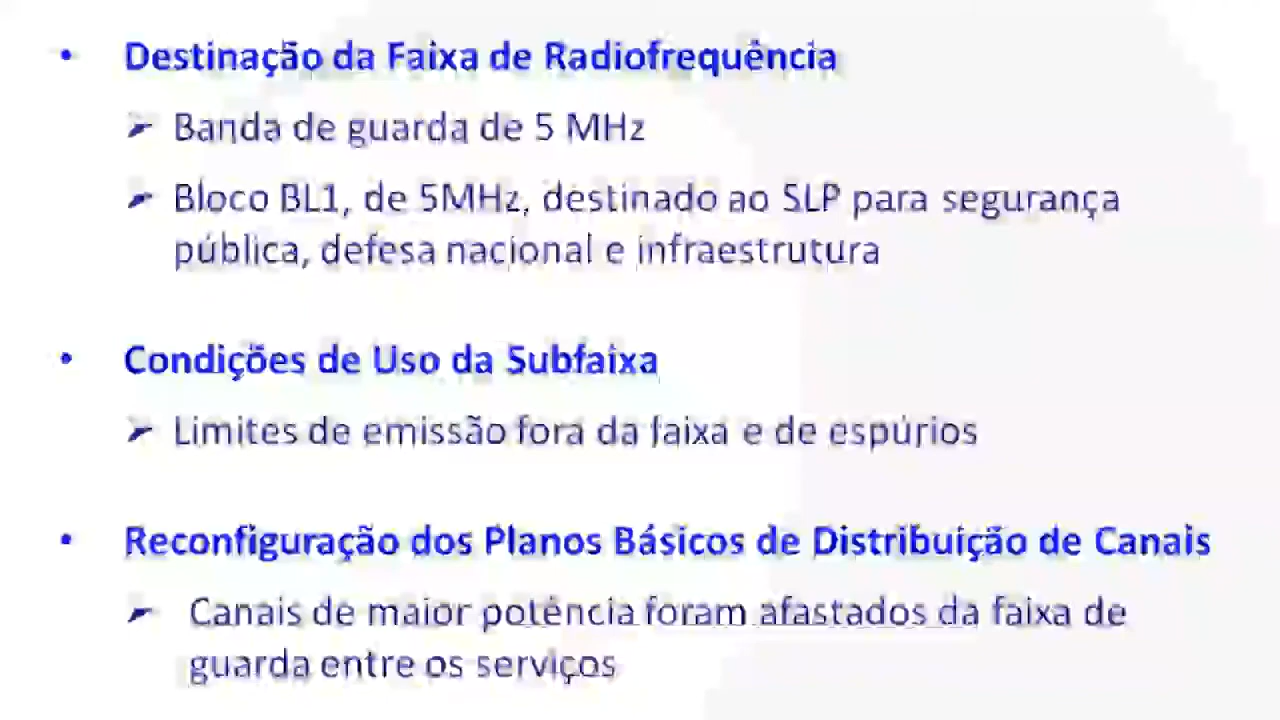 • Destinação da Faixa de Radiofrequência
➢ Banda de guarda de 5 MHz
➢ Bloco BL1, de 5MHz, destinado ao SLP para segurança
pública, defesa nacional e infraestrutura
• Condições de Uso da Subfaixa
➢ Limites de emissão fora da faixa e de espúrios
• Reconfiguração dos Planos Básicos de Distribuição de Canais
➢ Canais de maior potência foram afastados da faixa de
guarda entre os serviços